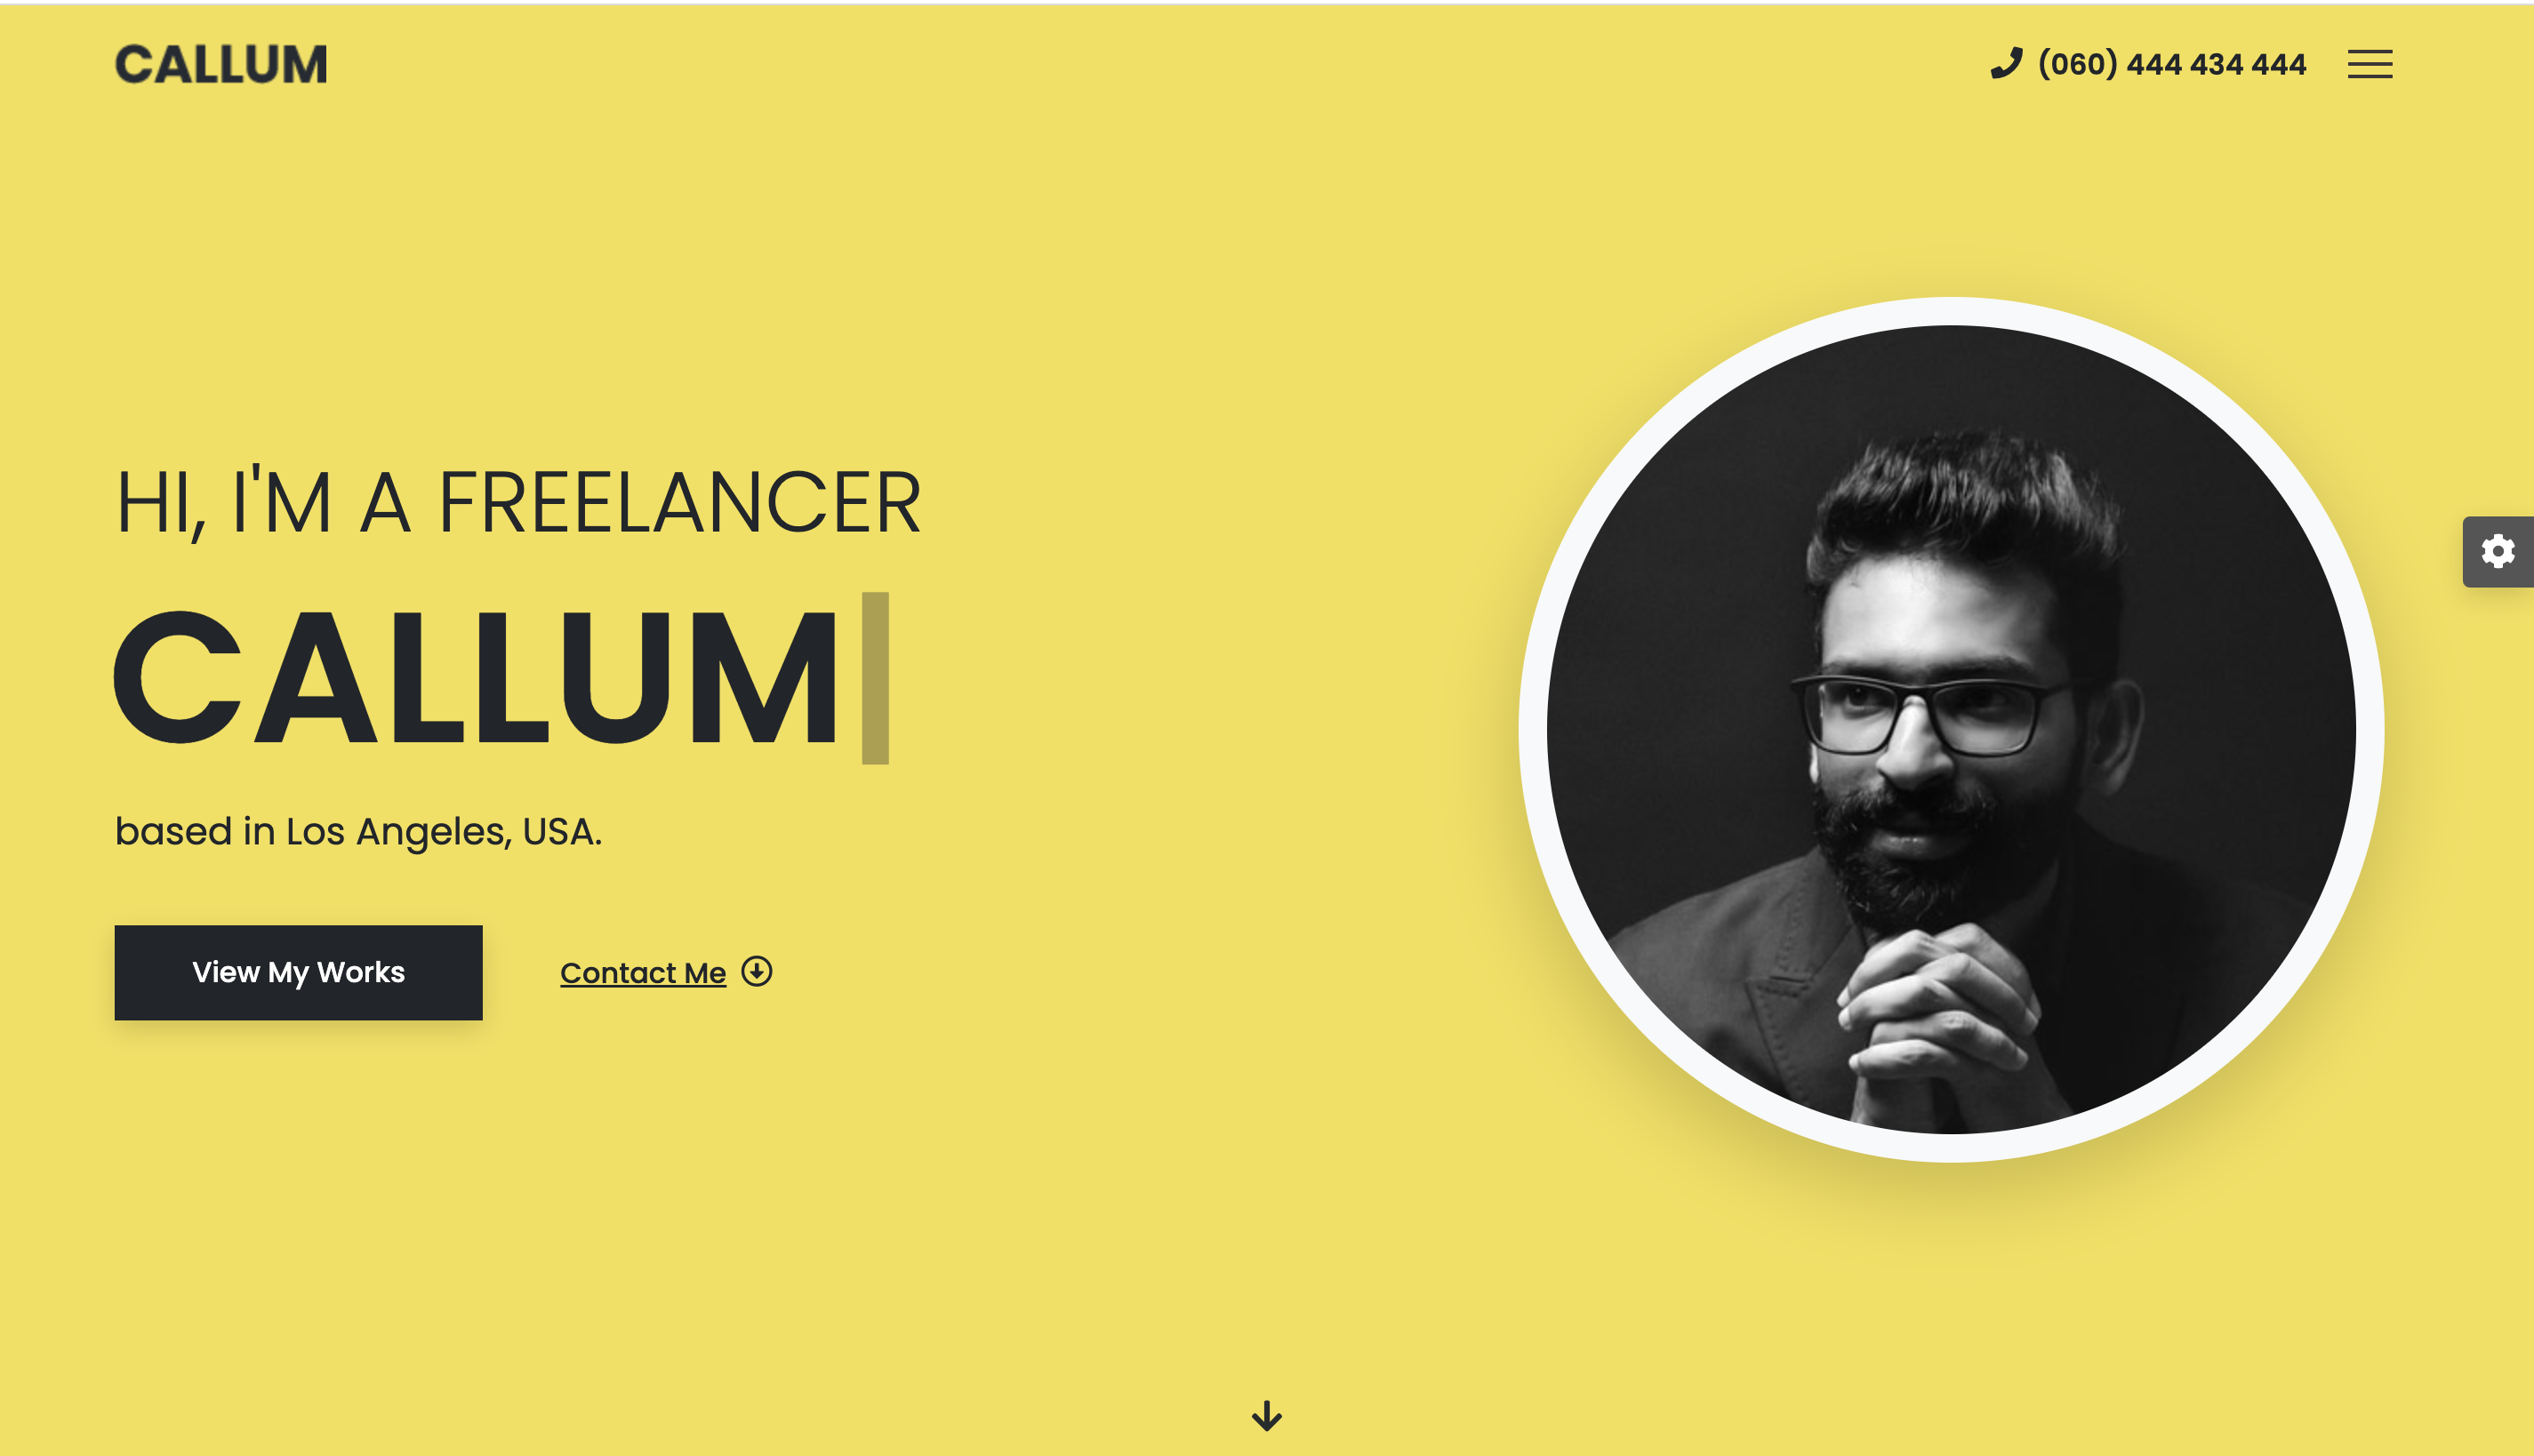 CALLUM
(060) 444 434 444
HI, I'M A FREELANCER
CALLUM
based in Los Angeles, USA.
View My Works
Contact Me